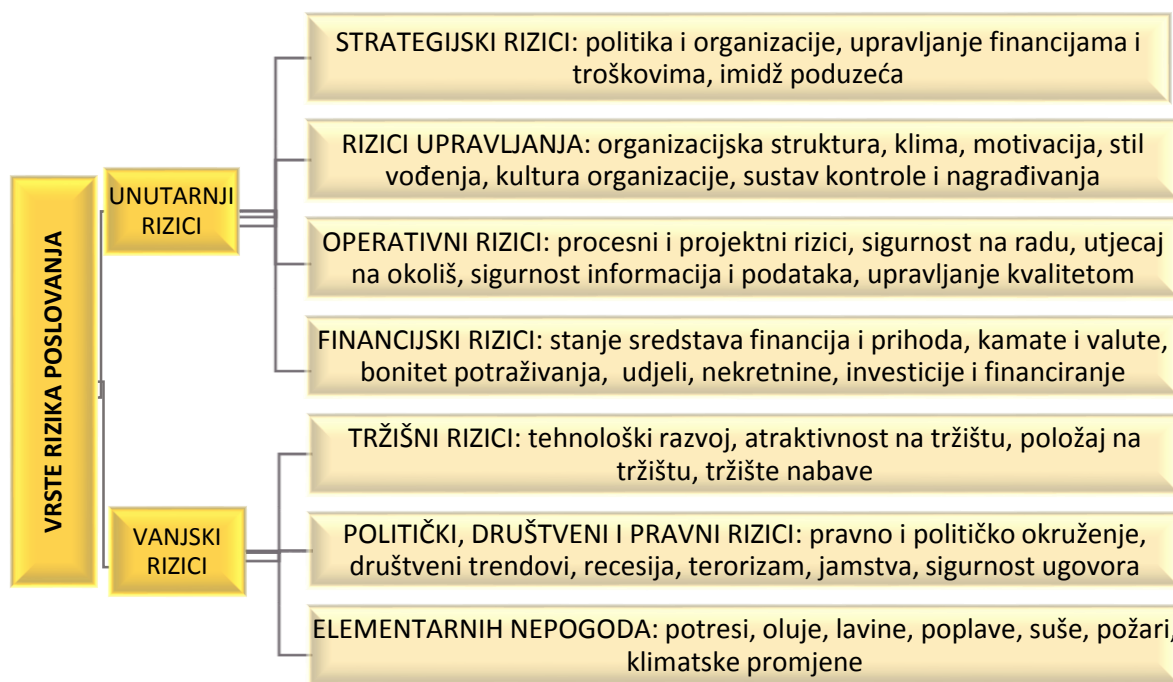 VRSTE RIZIKA POSLOVANJA
UNUTARNJI
RIZICI
STRATEGIJSKI RIZICI: politika i organizacije, upravljanje financijama i
troškovima, imidž poduzeća
RIZICI UPRAVLJANJA: organizacijska struktura, klima, motivacija, stil
vođenja, kultura organizacije, sustav kontrole i nagrađivanja
OPERATIVNI RIZICI: procesni i projektni rizici, sigurnost na radu, utjecaj
na okoliš, sigurnost informacija i podataka, upravljanje kvalitetom
FINANCIJSKI RIZICI: stanje sredstava financija i prihoda, kamate i valute,
bonitet potraživanja, udjeli, nekretnine, investicije i financiranje
VANJSKI
RIZICI
TRŽIŠNI RIZICI: tehnološki razvoj, atraktivnost na tržištu, položaj na
tržištu, tržište nabave
POLITIČKI, DRUŠTVENI I PRAVNI RIZICI: pravno i političko okruženje,
društveni trendovi, recesija, terorizam, jamstva, sigurnost ugovora
ELEMENTARNIH NEPOGODA: potresi, oluje, lavine, poplave, suše, požari,
klimatske promjene